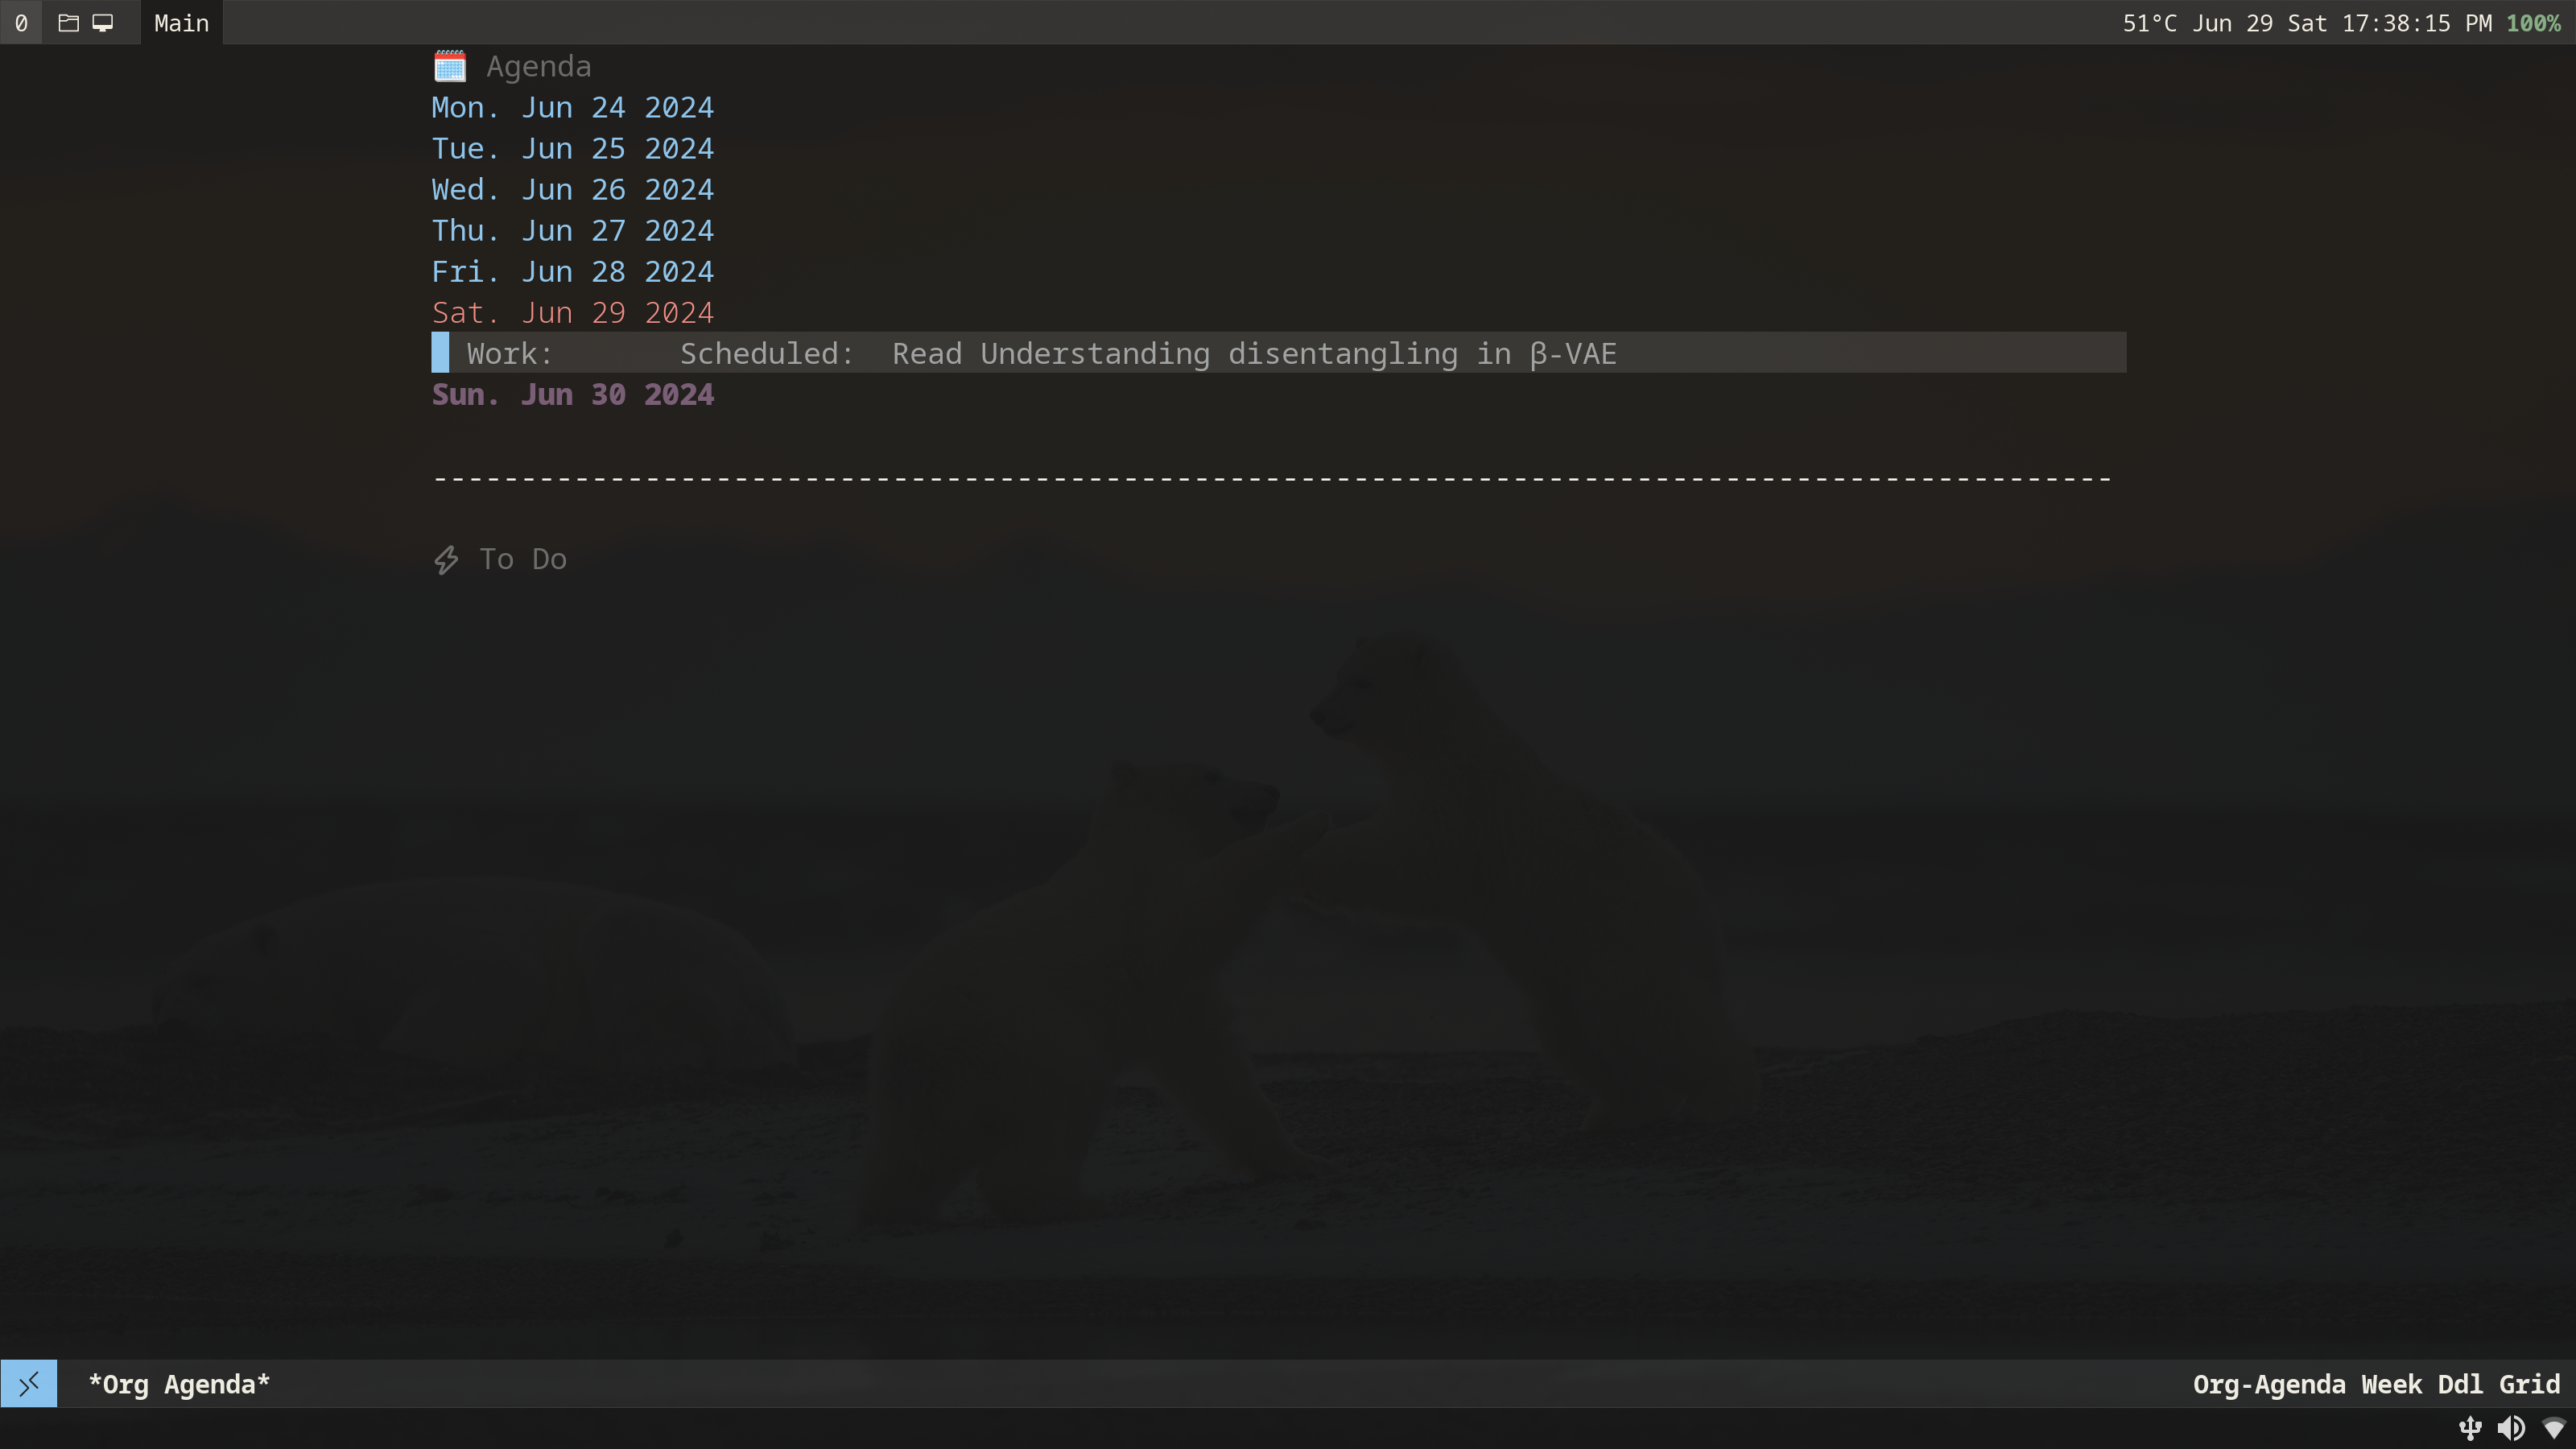 0 Main 51°C Jun 29 Sat 17:38:15 PM 100%
Agenda
Mon. Jun 24 2024
Tue. Jun 25 2024
Wed. Jun 26 2024
Thu. Jun 27 2024
Fri. Jun 28 2024
Sat. Jun 29 2024
Work: Scheduled: Read Understanding disentangling in β-VAE
Sun. Jun 30 2024
-----------------------------------------------------------------------------------------------
To Do
*Org Agenda* Org-Agenda Week Ddl Grid